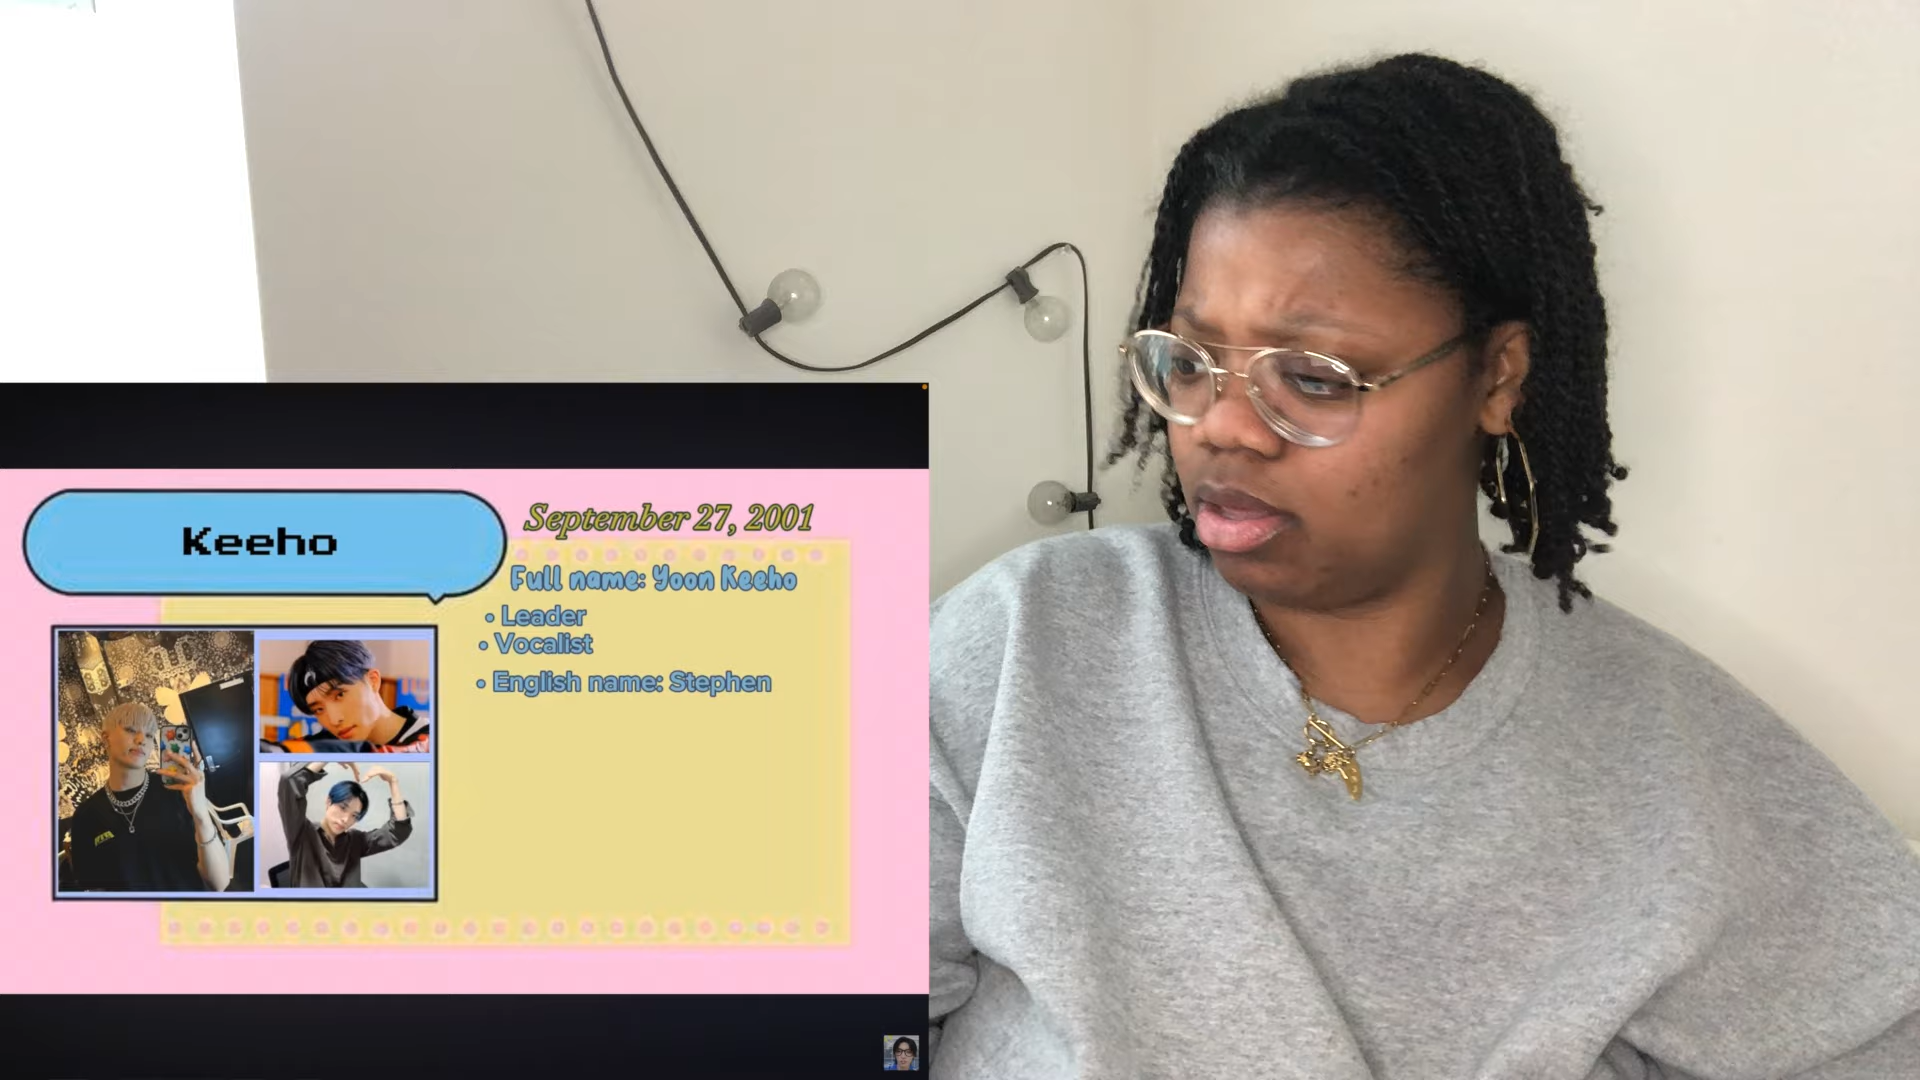 Keeho
September 27, 2001
Full name: Yoon Keeho
• Leader
• Vocalist
• English name: Stephen